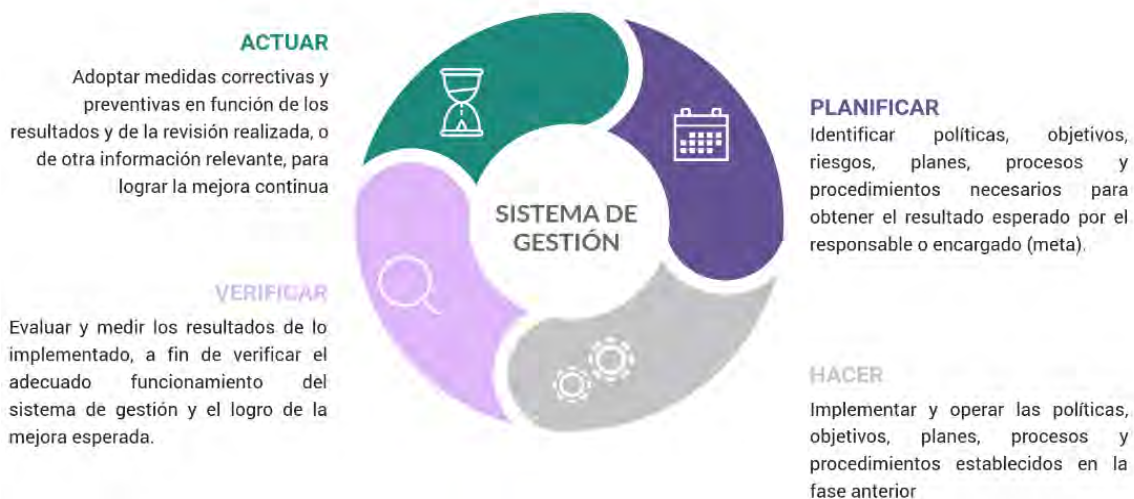 ACTUAR
Adoptar medidas correctivas y
preventivas en función de los
resultados y de la revisión realizada, o
de otra información relevante, para
lograr la mejora continua
PLANIFICAR
Identificar políticas, objetivos,
riesgos, planes, procesos y
procedimientos necesarios para
obtener el resultado esperado por el
responsable o encargado (meta).
SISTEMA DE
GESTIÓN
VERIFICAR
Evaluar y medir los resultados de lo
implementado, a fin de verificar el
adecuado funcionamiento del
sistema de gestión y el logro de la
mejora esperada.
HACER
Implementar y operar las políticas,
objetivos, planes, procesos y
procedimientos establecidos en la
fase anterior